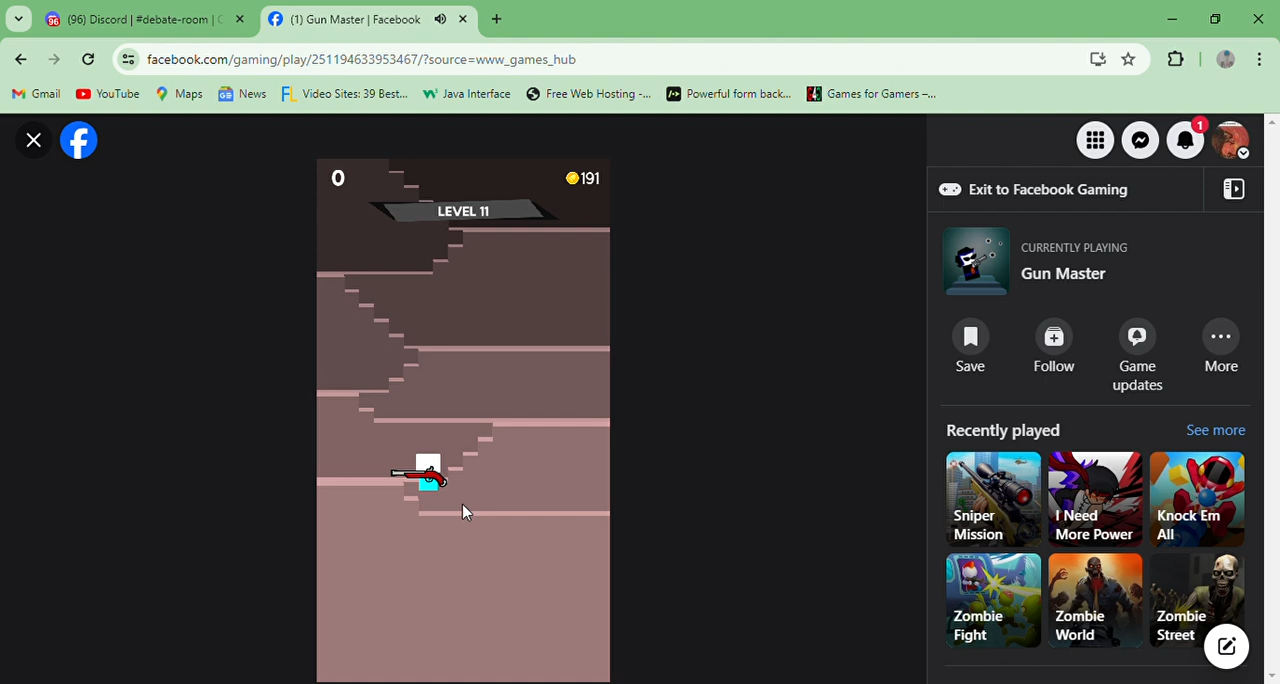 96
(96) Discord | #debate-room | C
(1) Gun Master | Facebook
facebook.com/gaming/play/251194633953467/?source=www_games_hub
Gmail
YouTube
Maps
News
Video Sites: 39 Best...
Java Interface
Free Web Hosting -...
Powerful form back...
Games for Gamers –...
0
191
LEVEL 11
1
Exit to Facebook Gaming
CURRENTLY PLAYING
Gun Master
Save
Follow
Game
updates
More
Recently played
See more
Sniper
Mission
I Need
More Power
Knock Em
All
Zombie
Fight
Zombie
World
Zombie
Street